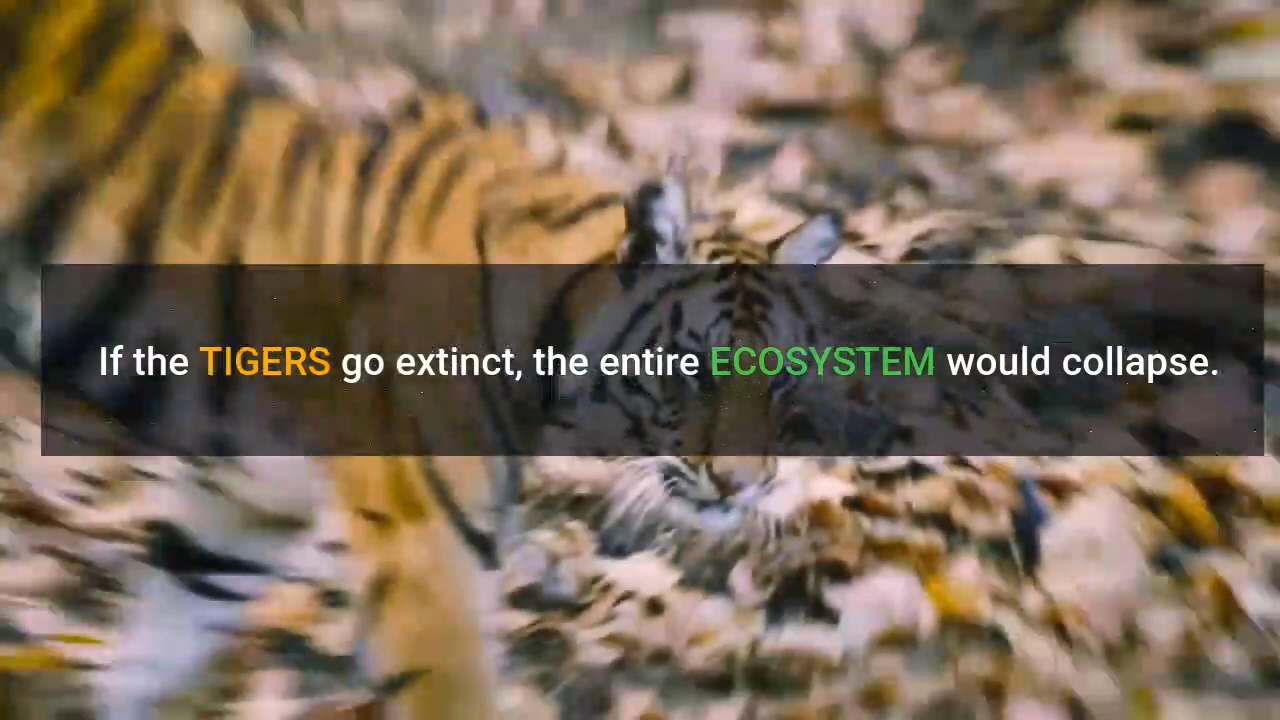 If the TIGERS go extinct, the entire ECOSYSTEM would collapse.